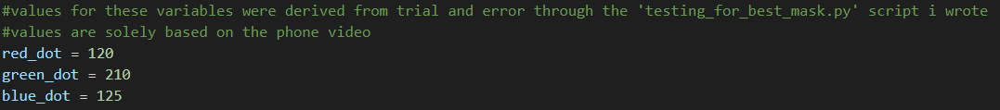 #values for these variables were derived from trial and error through the 'testing_for_best_mask.py' script i wrote
#values are solely based on the phone video
red_dot = 120
green_dot = 210
blue_dot = 125